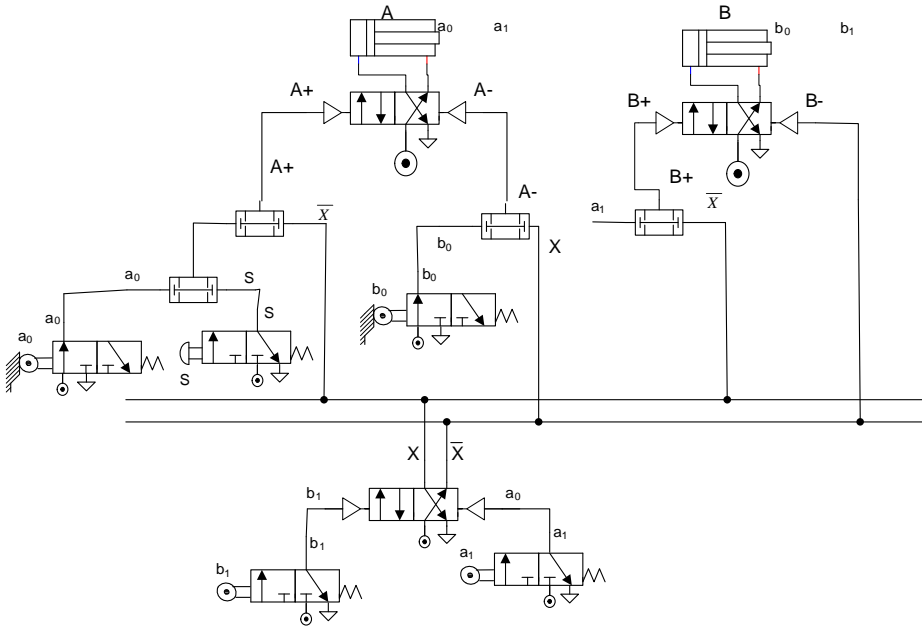 A
B
a₀ a₁
b₀ b₁
A+ A-
B+ B-
A+
B+
A-
X̅
a₁ X̅
b₀ X
a₀ S
b₀
b₀
a₀ S
a₀
S
X X̅
b₁ a₀
b₁ a₁
b₁ a₁